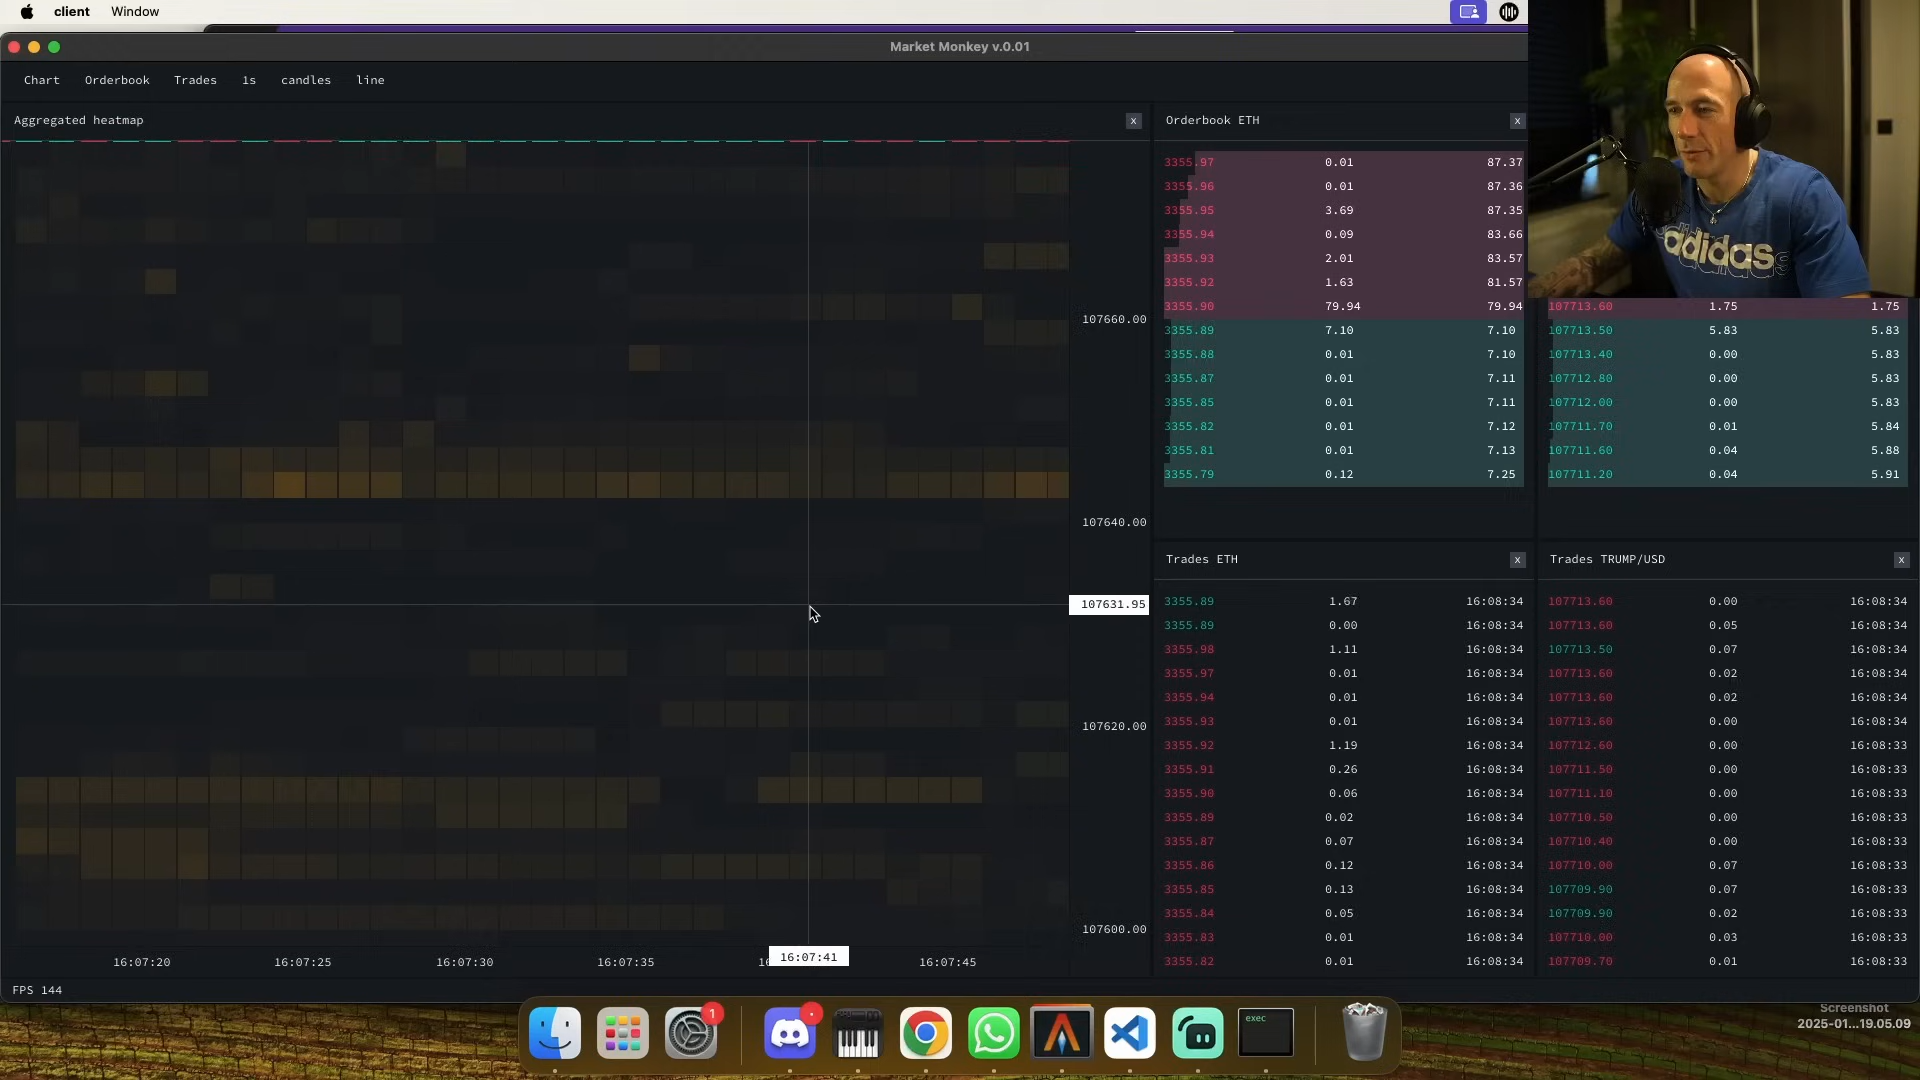 client Window
Market Monkey v.0.01
Chart Orderbook Trades 1s candles line
Aggregated heatmap x
107660.00
107640.00
107631.95
107620.00
107600.00
16:07:20 16:07:25 16:07:30 16:07:35 16:07:41 16:07:45
FPS 144
Orderbook ETH x
3355.97 0.01 87.37
3355.96 0.01 87.36
3355.95 3.69 87.35
3355.94 0.09 83.66
3355.93 2.01 83.57
3355.92 1.63 81.57
3355.90 79.94 79.94
3355.89 7.10 7.10
3355.88 0.01 7.10
3355.87 0.01 7.11
3355.85 0.01 7.11
3355.82 0.01 7.12
3355.81 0.01 7.13
3355.79 0.12 7.25
adidas
107713.60 1.75 1.75
107713.50 5.83 5.83
107713.40 0.00 5.83
107712.80 0.00 5.83
107712.00 0.00 5.83
107711.70 0.01 5.84
107711.60 0.04 5.88
107711.20 0.04 5.91
Trades ETH x
3355.89 1.67 16:08:34
3355.89 0.00 16:08:34
3355.98 1.11 16:08:34
3355.97 0.01 16:08:34
3355.94 0.01 16:08:34
3355.93 0.01 16:08:34
3355.92 1.19 16:08:34
3355.91 0.26 16:08:34
3355.90 0.06 16:08:34
3355.89 0.02 16:08:34
3355.87 0.07 16:08:34
3355.86 0.12 16:08:34
3355.85 0.13 16:08:34
3355.84 0.05 16:08:34
3355.83 0.01 16:08:34
3355.82 0.01 16:08:34
Trades TRUMP/USD x
107713.60 0.00 16:08:34
107713.60 0.05 16:08:34
107713.50 0.07 16:08:34
107713.60 0.02 16:08:34
107713.60 0.02 16:08:34
107713.60 0.00 16:08:34
107712.60 0.00 16:08:33
107711.50 0.00 16:08:33
107711.10 0.00 16:08:33
107710.50 0.00 16:08:33
107710.40 0.00 16:08:33
107710.00 0.07 16:08:33
107709.90 0.07 16:08:33
107709.90 0.02 16:08:33
107710.00 0.03 16:08:33
107709.70 0.01 16:08:33
1
exec
Screenshot
2025-01...19.05.09